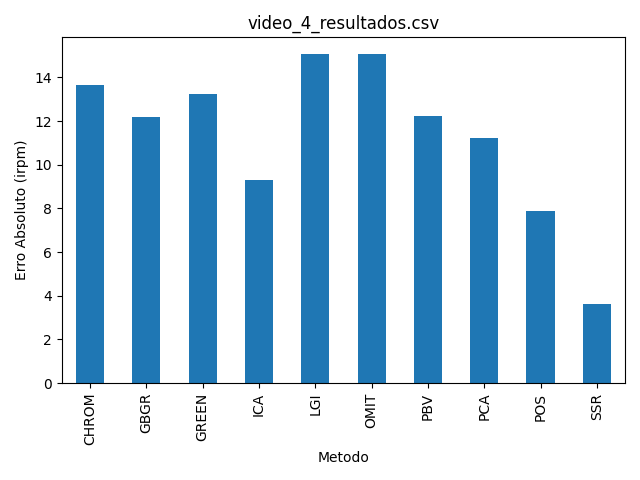 video_4_resultados.csv
Erro Absoluto (irpm)
14
12
10
8
6
4
2
0
CHROM
GBGR
GREEN
ICA
LGI
OMIT
PBV
PCA
POS
SSR
Metodo